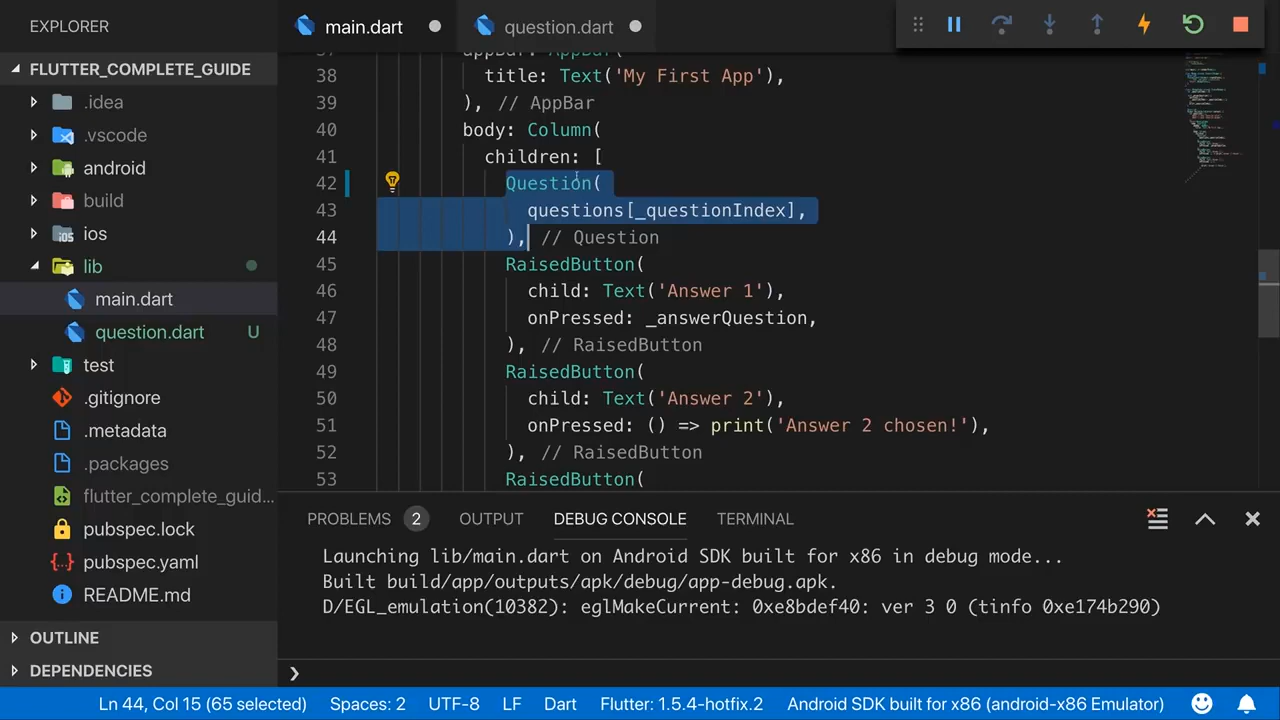 EXPLORER
FLUTTER_COMPLETE_GUIDE
.idea
.vscode
android
build
ios
lib
main.dart
question.dart U
test
.gitignore
.metadata
.packages
flutter_complete_guid...
pubspec.lock
pubspec.yaml
README.md
OUTLINE
DEPENDENCIES
main.dart
question.dart
37 appBar: AppBar(
38 title: Text('My First App'),
39 ), // AppBar
40 body: Column(
41 children: [
42 Question(
43 questions[_questionIndex],
44 ), // Question
45 RaisedButton(
46 child: Text('Answer 1'),
47 onPressed: _answerQuestion,
48 ), // RaisedButton
49 RaisedButton(
50 child: Text('Answer 2'),
51 onPressed: () => print('Answer 2 chosen!'),
52 ), // RaisedButton
53 RaisedButton(
PROBLEMS 2 OUTPUT DEBUG CONSOLE TERMINAL
Launching lib/main.dart on Android SDK built for x86 in debug mode...
Built build/app/outputs/apk/debug/app-debug.apk.
D/EGL_emulation(10382): eglMakeCurrent: 0xe8bdef40: ver 3 0 (tinfo 0xe174b290)
Ln 44, Col 15 (65 selected) Spaces: 2 UTF-8 LF Dart Flutter: 1.5.4-hotfix.2 Android SDK built for x86 (android-x86 Emulator)